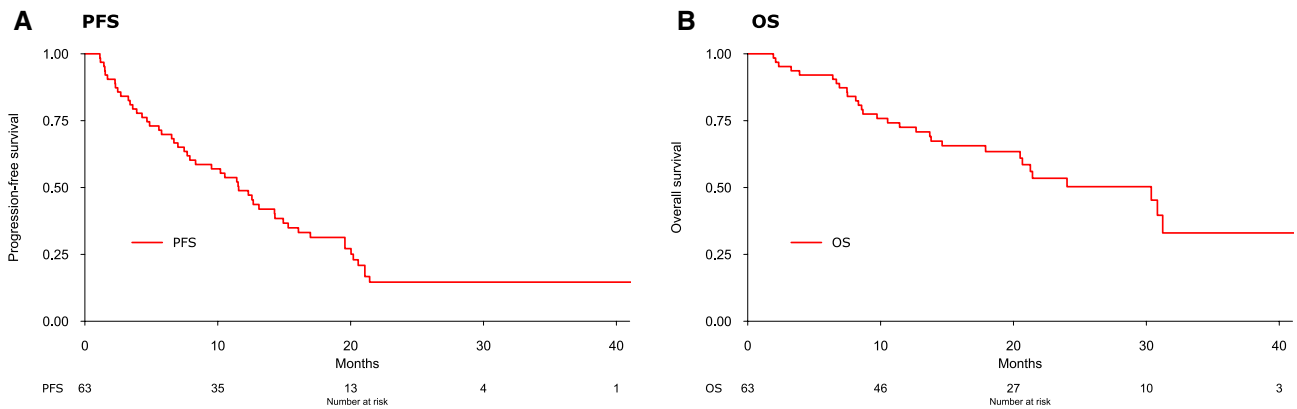 A PFS
Progression-free survival
1.00
0.75
0.50
0.25
0.00
PFS
0 10 20 30 40
Months
PFS 63 35 13 4 1
Number at risk
B OS
Overall survival
1.00
0.75
0.50
0.25
0.00
OS
0 10 20 30 40
Months
OS 63 46 27 10 3
Number at risk